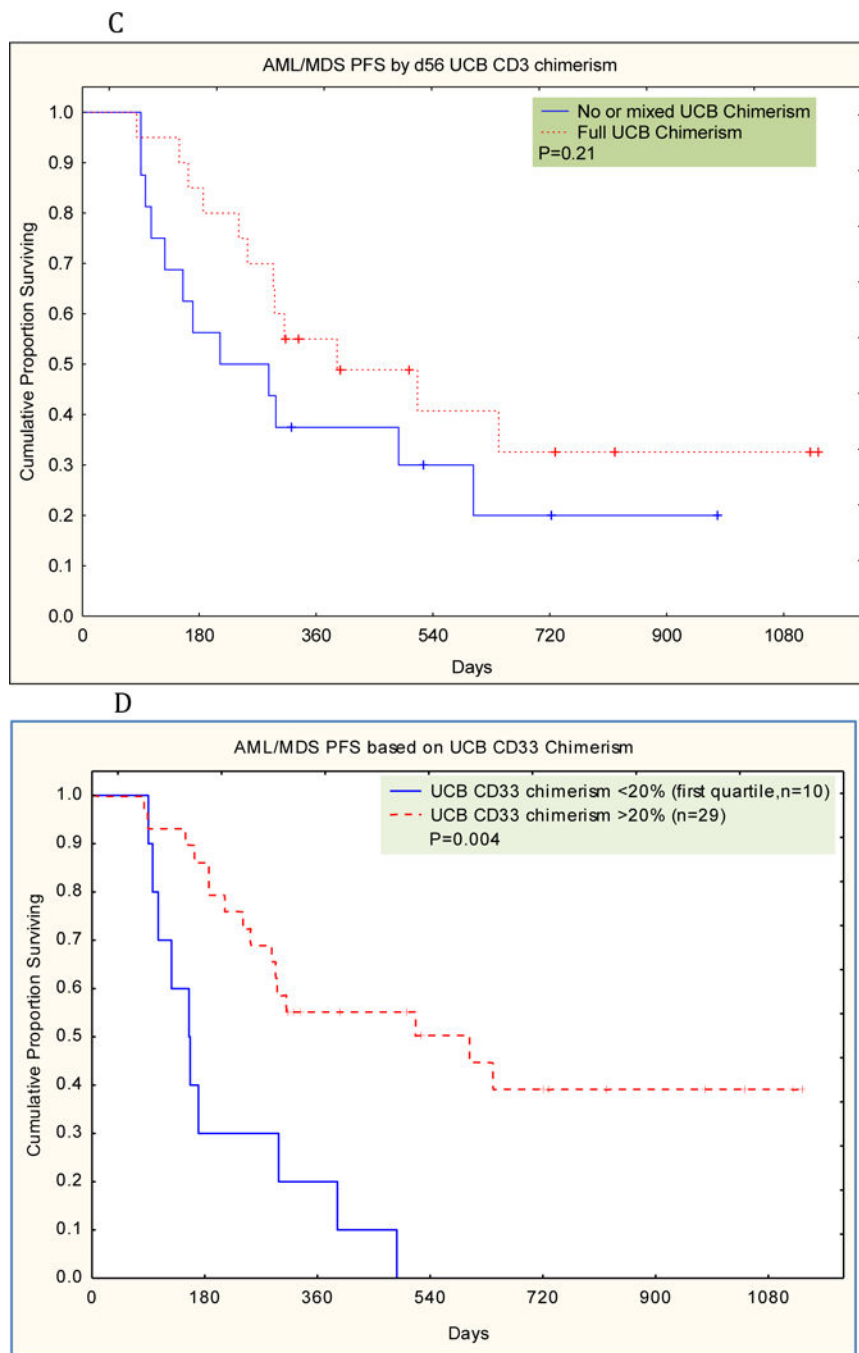 C
AML/MDS PFS by d56 UCB CD3 chimerism
No or mixed UCB Chimerism
Full UCB Chimerism
P=0.21
Cumulative Proportion Surviving
1.0
0.9
0.8
0.7
0.6
0.5
0.4
0.3
0.2
0.1
0.0
0 180 360 540 720 900 1080
Days
D
AML/MDS PFS based on UCB CD33 Chimerism
UCB CD33 chimerism <20% (first quartile,n=10)
UCB CD33 chimerism >20% (n=29)
P=0.004
Cumulative Proportion Surviving
1.0
0.9
0.8
0.7
0.6
0.5
0.4
0.3
0.2
0.1
0.0
0 180 360 540 720 900 1080
Days